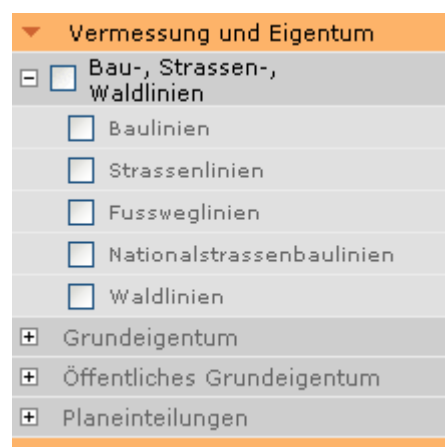 Vermessung und Eigentum
Bau-, Strassen-,
Waldlinien
Baulinien
Strassenlinien
Fussweglinien
Nationalstrassenbaulinien
Waldlinien
Grundeigentum
Öffentliches Grundeigentum
Planeinteilungen